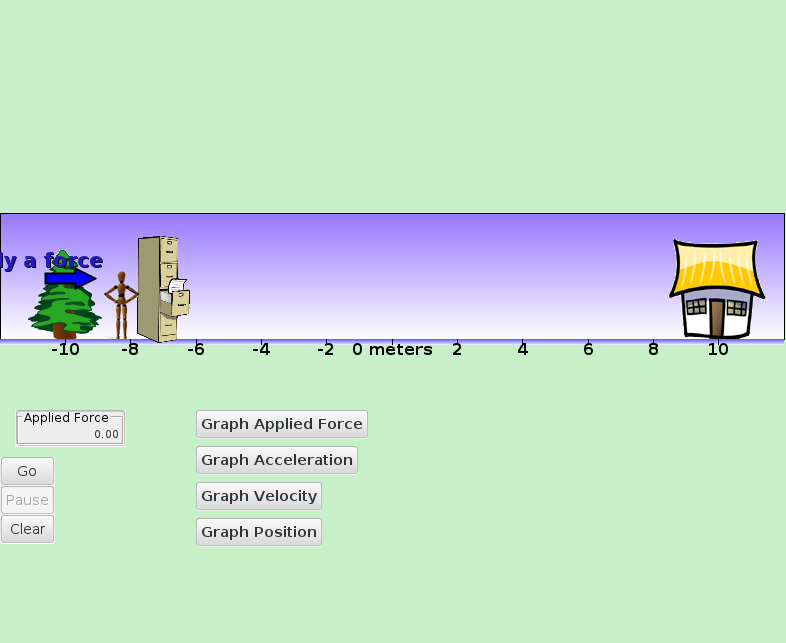 ly a force
-10 -8 -6 -4 -2 0 meters 2 4 6 8 10
Applied Force
0.00
Graph Applied Force
Graph Acceleration
Go
Graph Velocity
Pause
Clear
Graph Position